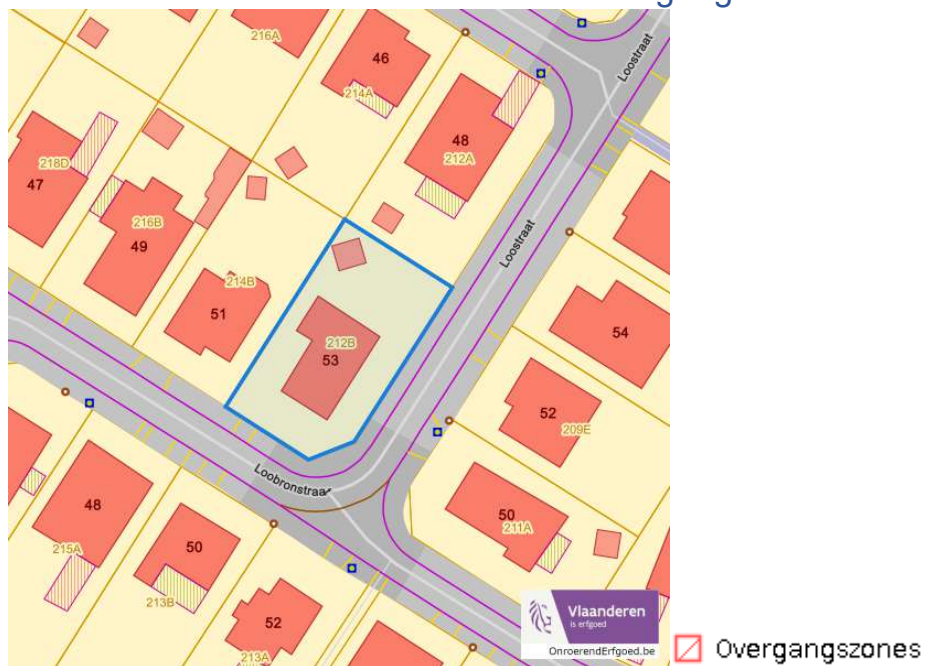 216A
46
214A
Loostraat
48
212A
218D
47
216B
49
Loostraat
214B
51
212B
53
54
52
209E
Loobronstraat
48
50
211A
215A
50
213B
52
213A
Vlaanderen
is erfgoed
OnroerendErfgoed.be
Overgangszones